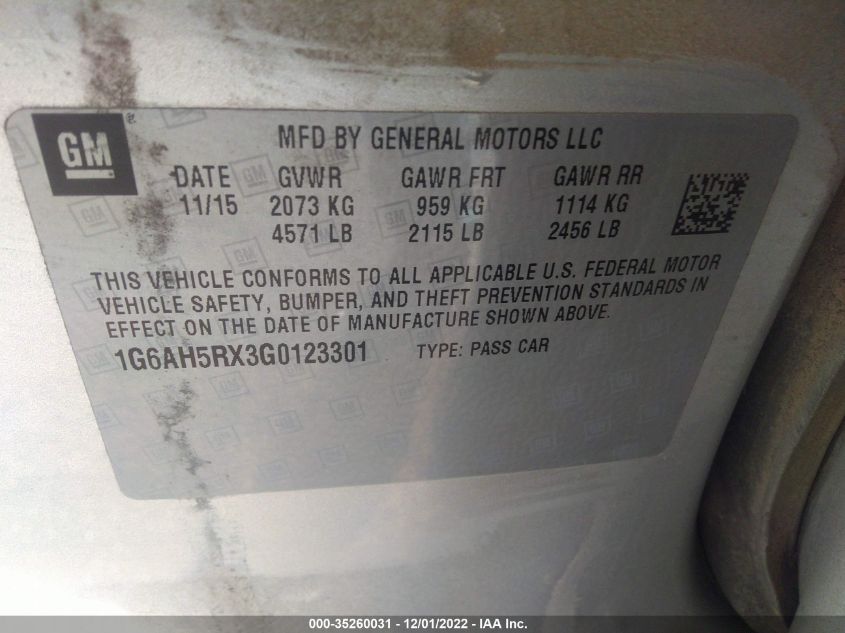 GM®
MFD BY GENERAL MOTORS LLC
DATE GVWR GAWR FRT GAWR RR
11/15 2073 KG 959 KG 1114 KG
4571 LB 2115 LB 2456 LB
THIS VEHICLE CONFORMS TO ALL APPLICABLE U.S. FEDERAL MOTOR
VEHICLE SAFETY, BUMPER, AND THEFT PREVENTION STANDARDS IN
EFFECT ON THE DATE OF MANUFACTURE SHOWN ABOVE.
1G6AH5RX3G0123301 TYPE: PASS CAR
000-35260031 - 12/01/2022 - IAA Inc.